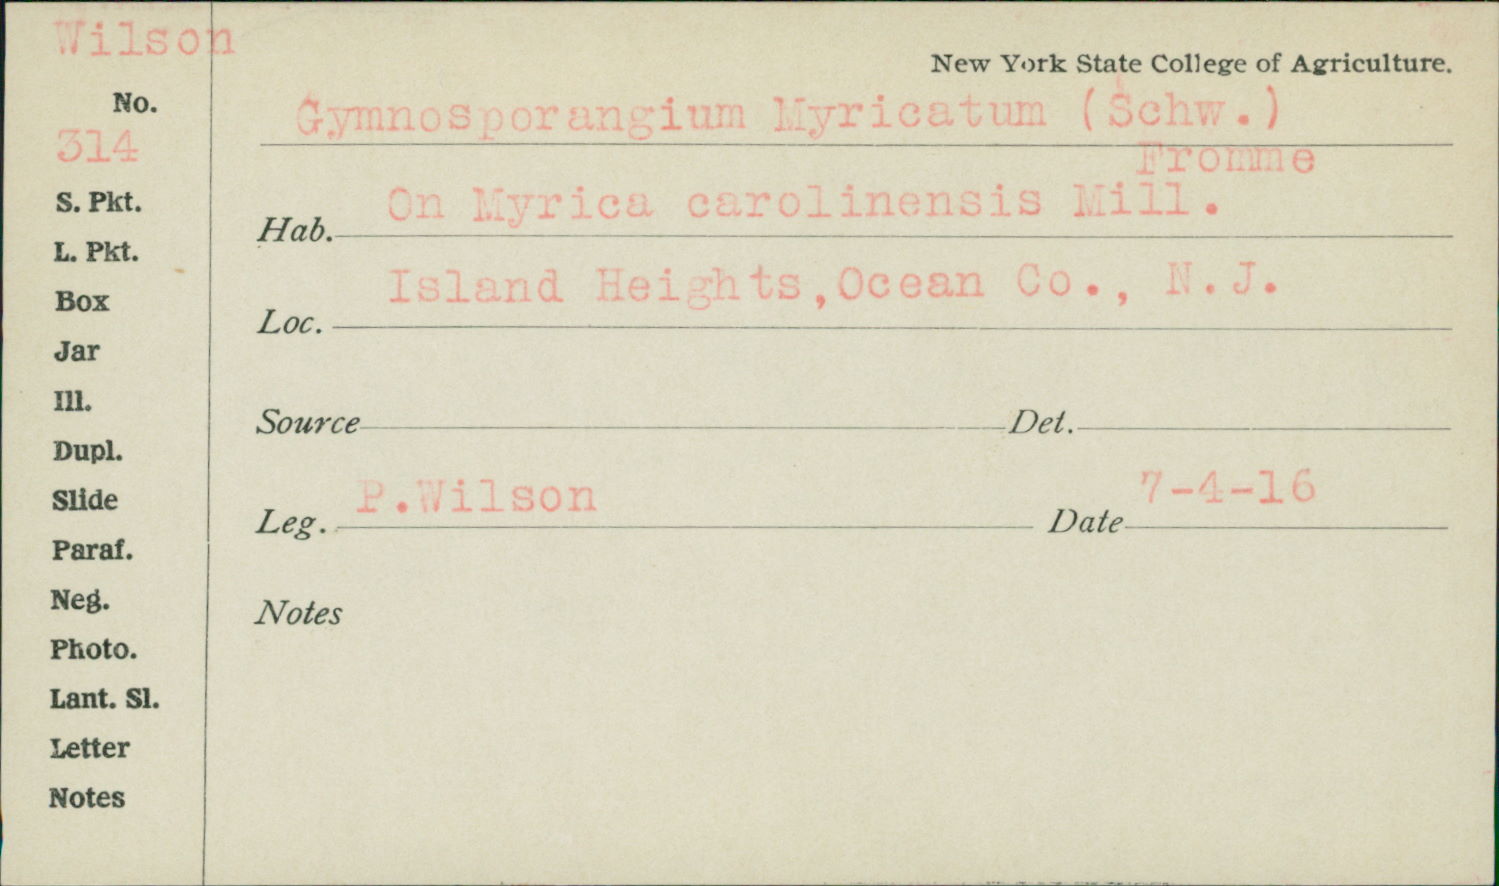 Wilson
New York State College of Agriculture.
No.
314
Gymnosporangium Myricatum (Schw.)
Fromme
S. Pkt.
Hab. On Myrica carolinensis Mill.
L. Pkt.
Box
Loc. Island Heights,Ocean Co., N.J.
Jar
Ill.
Source Det.
Dupl.
Slide
Leg. P.Wilson Date 7-4-16
Paraf.
Neg.
Notes
Photo.
Lant. Sl.
Letter
Notes